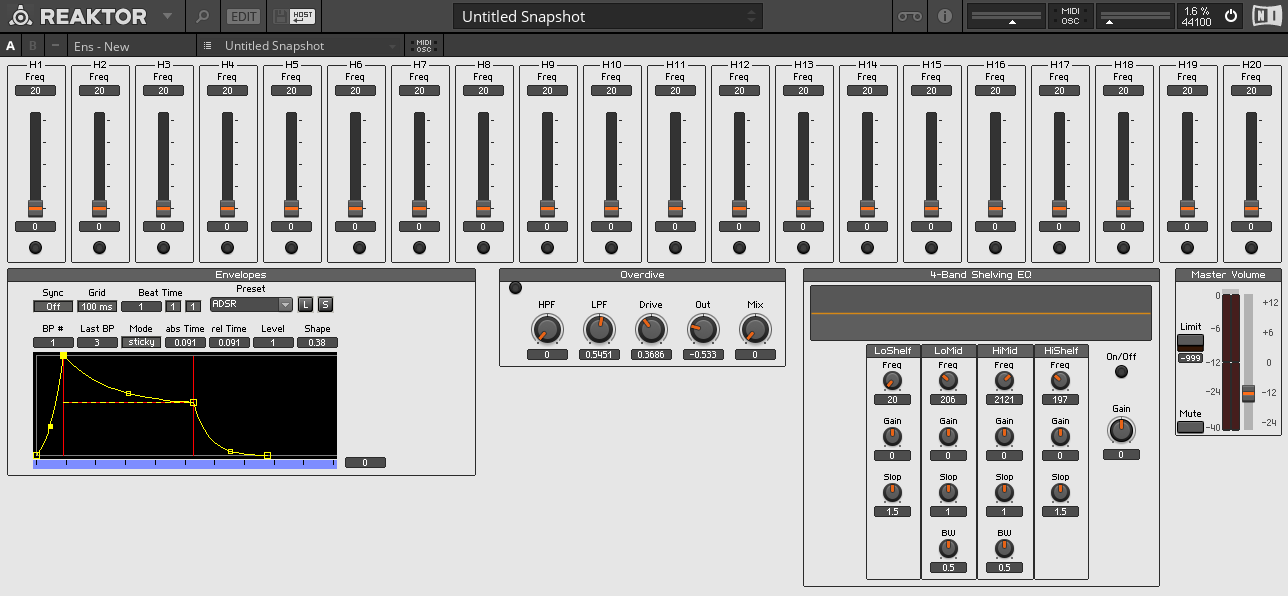 REAKTOR EDIT HOST Untitled Snapshot MIDI OSC 1.6 % 44100 NI
A B Ens - New Untitled Snapshot MIDI OSC
H1 H2 H3 H4 H5 H6 H7 H8 H9 H10 H11 H12 H13 H14 H15 H16 H17 H18 H19 H20
Freq Freq Freq Freq Freq Freq Freq Freq Freq Freq Freq Freq Freq Freq Freq Freq Freq Freq Freq Freq
20 20 20 20 20 20 20 20 20 20 20 20 20 20 20 20 20 20 20 20
0 0 0 0 0 0 0 0 0 0 0 0 0 0 0 0 0 0 0 0
Envelopes
Sync Grid Beat Time Preset
Off 100 ms 1 1 1 ADSR L S
BP # Last BP Mode abs Time rel Time Level Shape
1 3 sticky 0.091 0.091 1 0.38
0
Overdrive
HPF LPF Drive Out Mix
0 0.5451 0.3686 -0.533 0
4-Band Shelving EQ
LoShelf LoMid HiMid HiShelf On/Off
Freq Freq Freq Freq
20 206 2121 197
Gain Gain Gain Gain Gain
0 0 0 0 0
Slop Slop Slop Slop
1.5 1 1 1.5
BW BW
0.5 0.5
Master Volume
0 +12
Limit -6 +6
-999 -12 0
-24 -12
Mute -40 -24